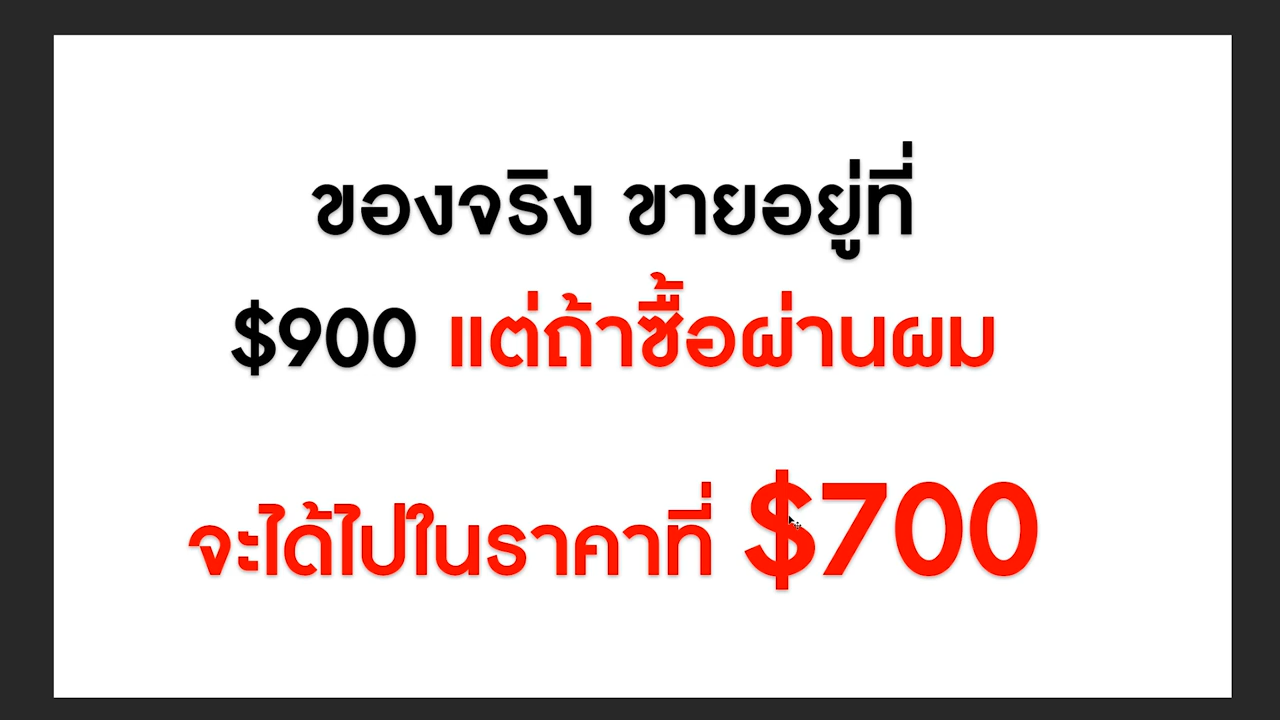 ของจริง ขายอยู่ที่
$900 แต่ถ้าซื้อผ่านผม
จะได้ไปในราคาที่ $700